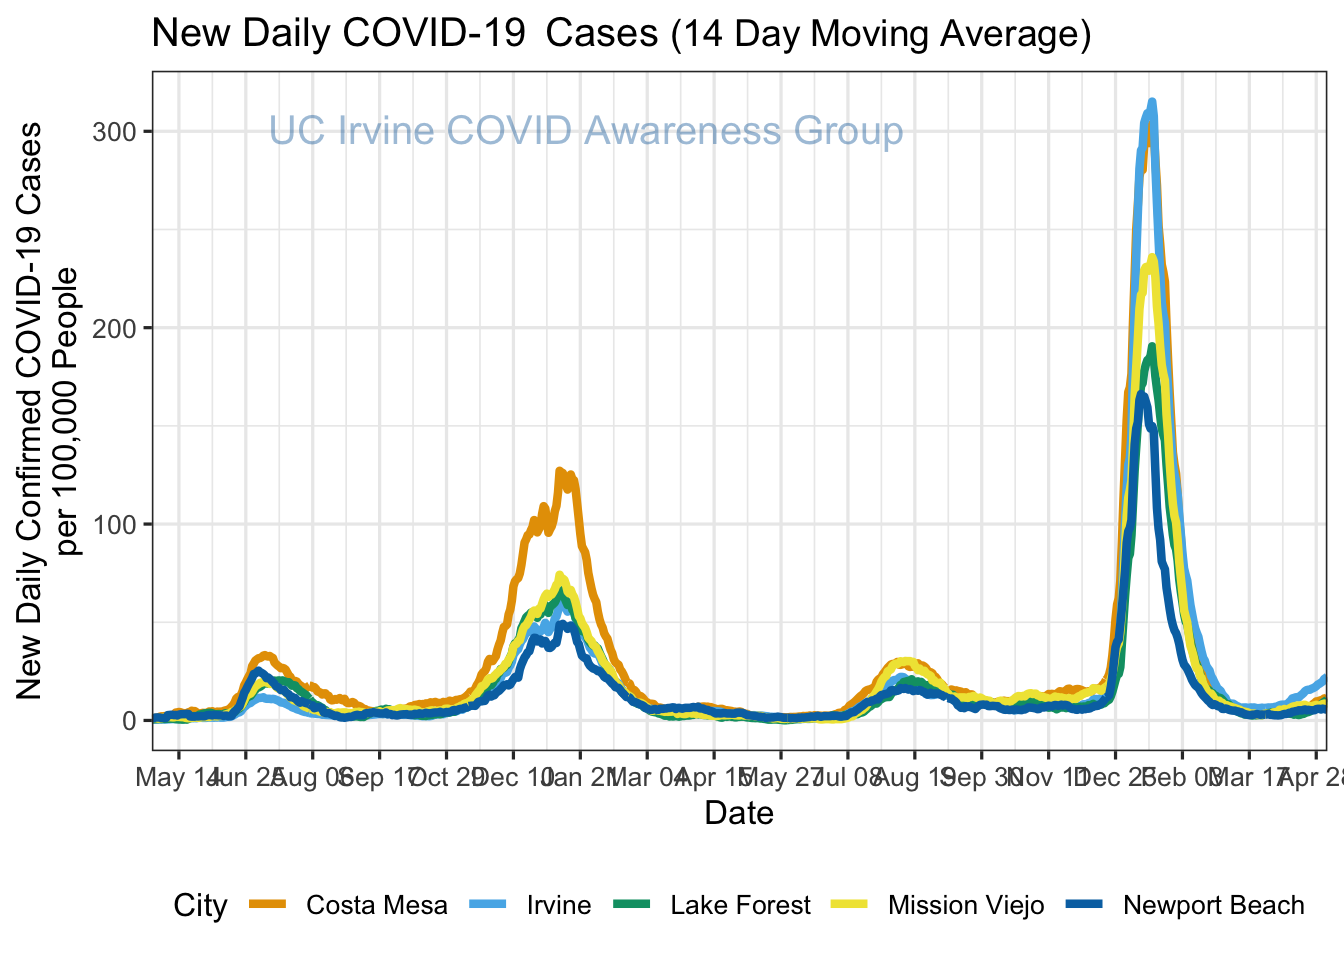 New Daily COVID-19 Cases (14 Day Moving Average)
UC Irvine COVID Awareness Group
New Daily Confirmed COVID-19 Cases
per 100,000 People
300
200
100
0
May 14 Jun 25 Aug 06 Sep 17 Oct 29 Dec 10 Jan 21 Mar 04 Apr 15 May 27 Jul 08 Aug 19 Sep 30 Nov 11 Dec 23 Feb 03 Mar 17 Apr 28
Date
City Costa Mesa Irvine Lake Forest Mission Viejo Newport Beach